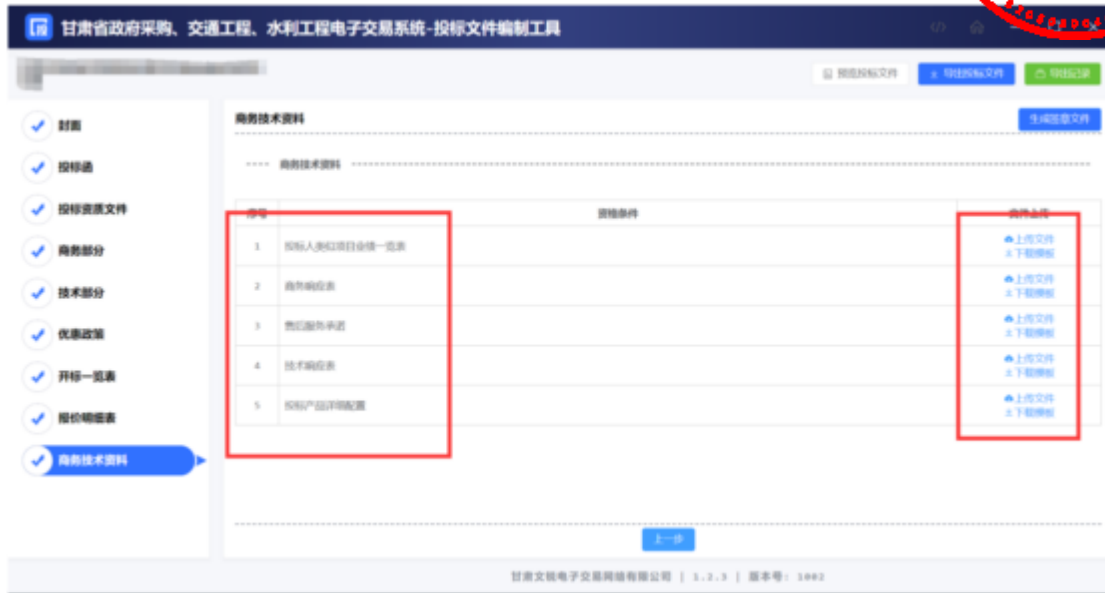 甘肃省政府采购、交通工程、水利工程电子交易系统-投标文件编制工具
预览投标文件
导出投标文件
导出记录
封面
投标函
投标资质文件
商务部分
技术部分
优惠政策
开标一览表
报价明细表
商务技术资料
商务技术资料
生成签章文件
商务技术资料
序号 资格条件 文件上传
1 投标人类似项目业绩一览表 上传文件
下载模板
2 商务响应表 上传文件
下载模板
3 售后服务承诺 上传文件
下载模板
4 技术响应表 上传文件
下载模板
5 投标产品详细配置 上传文件
下载模板
上一步
甘肃文锐电子交易网络有限公司 | 1.2.3 | 版本号: 1002